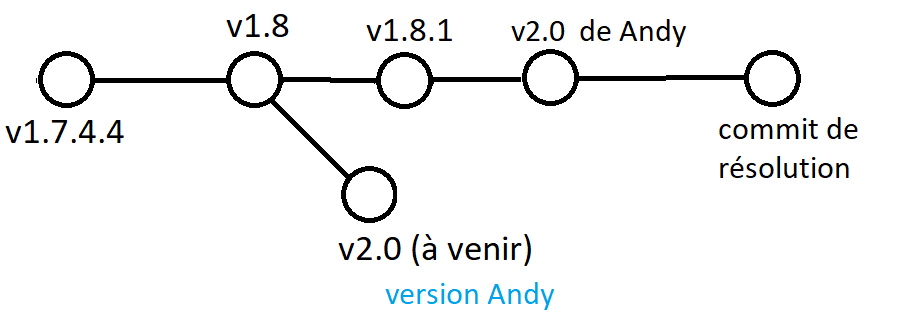 v1.8
v1.8.1
v2.0 de Andy
v1.7.4.4
commit de
résolution
v2.0 (à venir)
version Andy